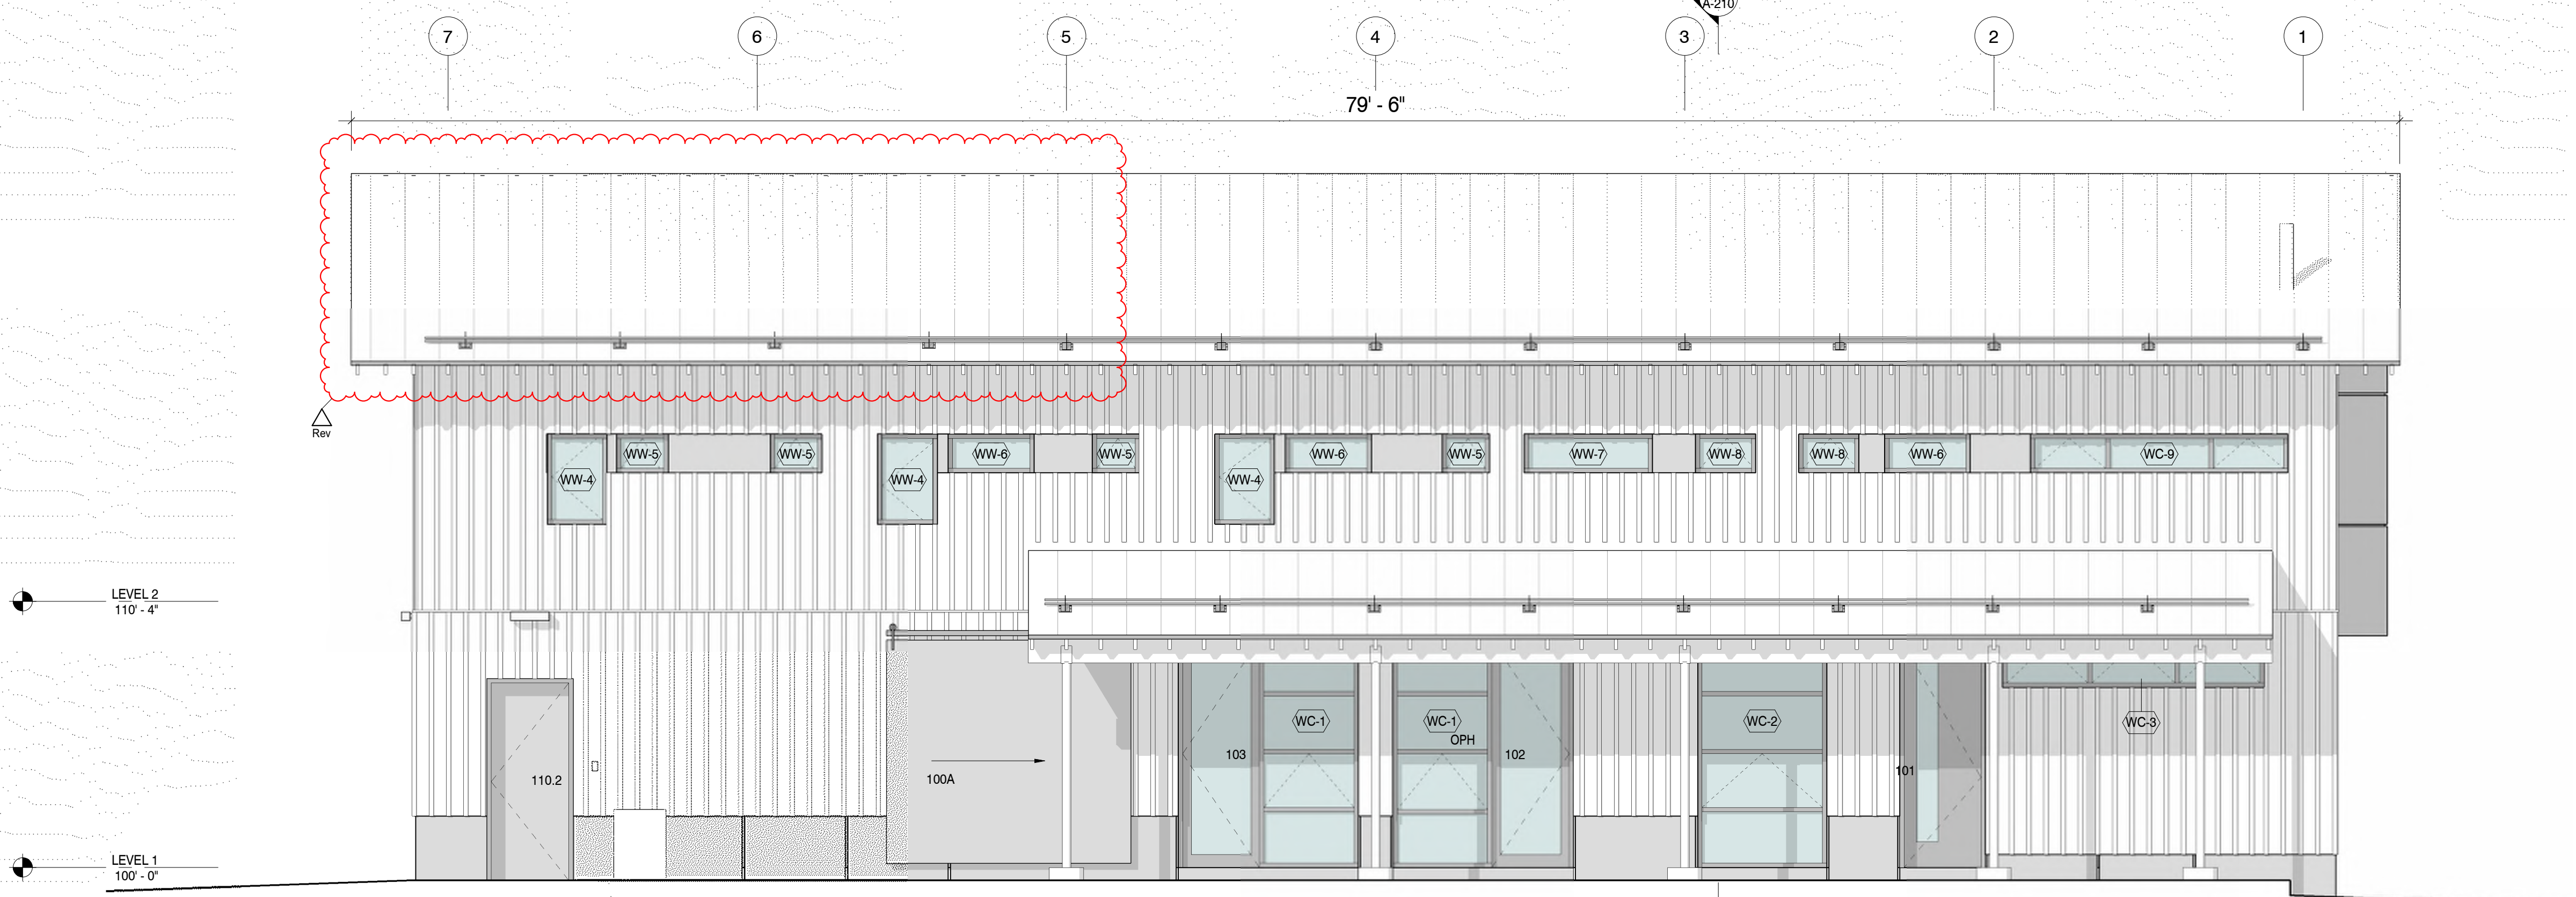 A-210
7 6 5 4 3 2 1
79' - 6"
Rev
WW-5 WW-5 WW-6 WW-5 WW-6 WW-5 WW-7 WW-8 WW-8 WW-6 WC-9
WW-4 WW-4 WW-4
LEVEL 2
110' - 4"
WC-1 WC-1 WC-2 WC-3
OPH
103 102
101
110.2 100A
LEVEL 1
100' - 0"